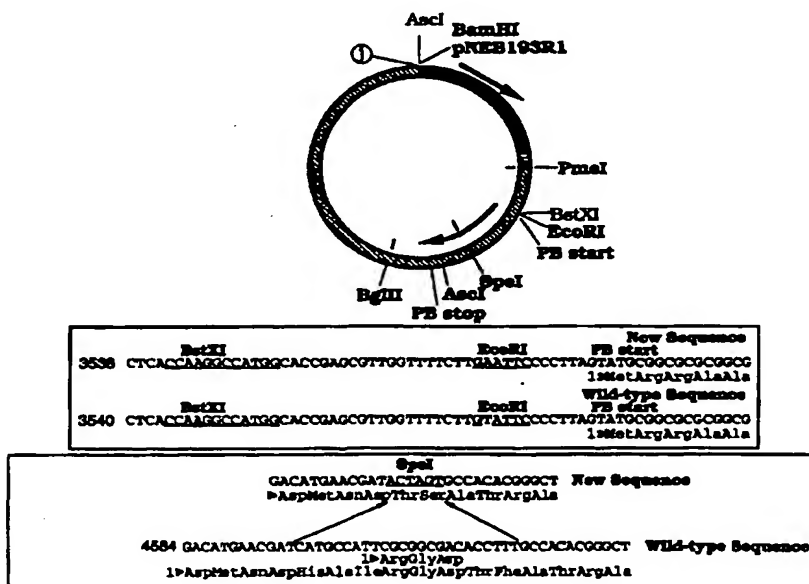 AscI
BamHI
pNEB193R1
1
PmeI
BstXI
EcoRI
PB start
SpeI
AscI
PB stop
BglII
New Sequence
BstXI EcoRI PB start
3538 CTCACCAAGGCCATGGCACCGAGCGTTGGTTTTCTTGAATTCCCCTTAGTATGCGGCGCGCGGCG
1▸MetArgArgAlaAla
Wild-type Sequence
BstXI EcoRI PB start
3540 CTCACCAAGGCCATGGCACCGAGCGTTGGTTTTCTTGTATTCCCCTTAGTATGCGGCGCGCGGCG
1▸MetArgArgAlaAla
SpeI
GACATGAACGATACTAGTGCCACACGGGCT New Sequence
▸AspMetAsnAspThrSerAlaThrArgAla
4584 GACATGAACGATCATGCCATTCGCGGCGACACCTTTGCCACACGGGCT Wild-type Sequence
1▸ArgGlyAsp
1▸AspMetAsnAspHisAlaIleArgGlyAspThrPheAlaThrArgAla